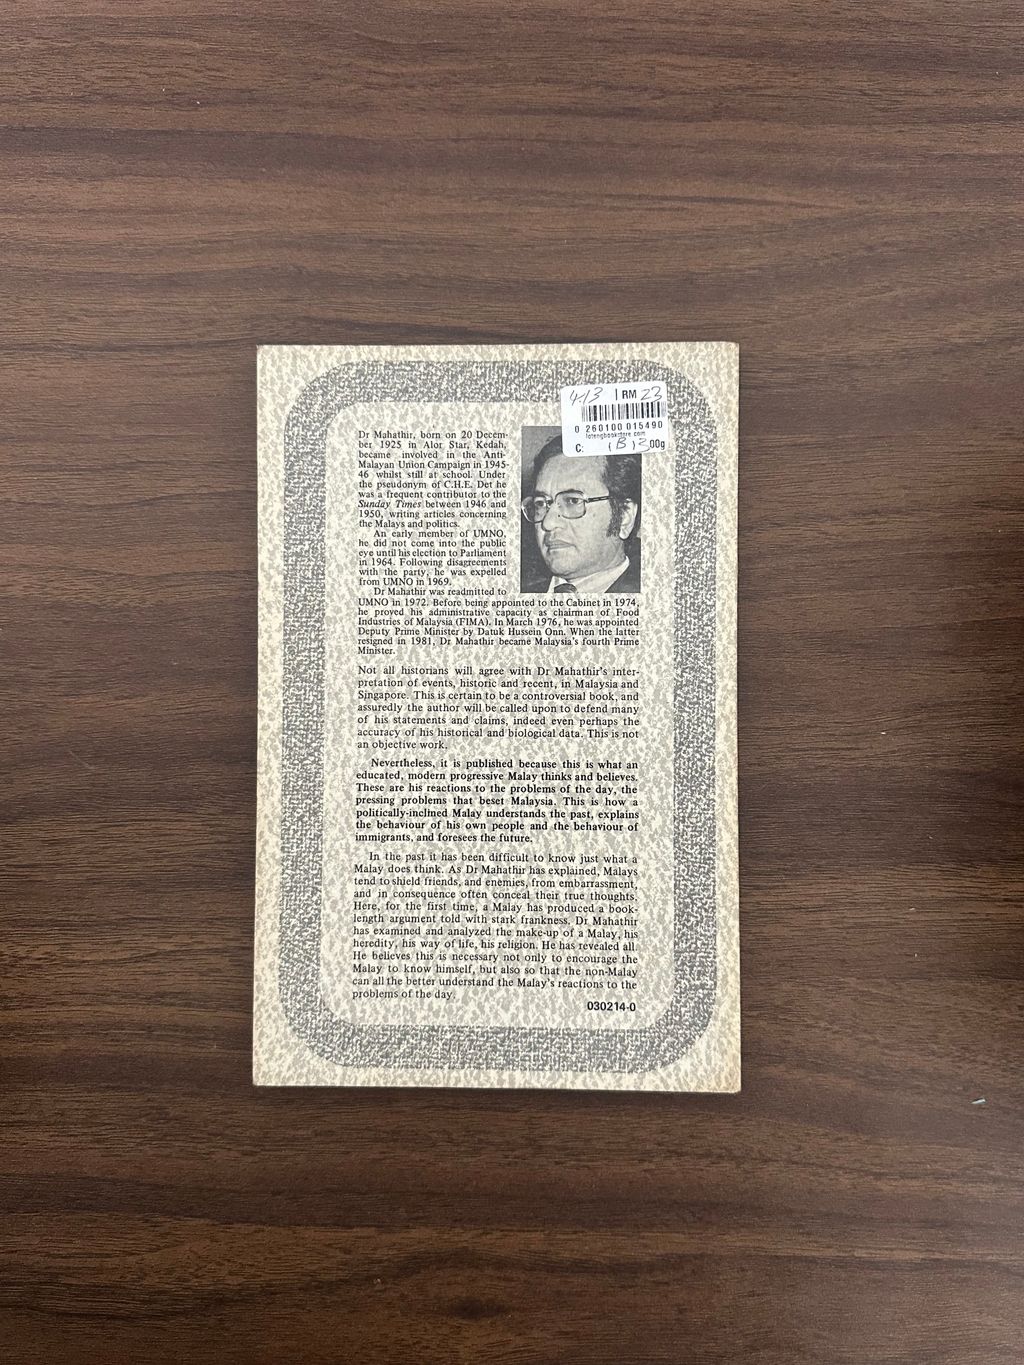 4.13 | RM 23
0 260100 015490
lotengbookstore.com
C: 00g
Dr Mahathir, born on 20 Decem-
ber 1925 in Alor Star, Kedah,
became involved in the Anti-
Malayan Union Campaign in 1945-
46 whilst still at school. Under
the pseudonym of C.H.E. Det he
was a frequent contributor to the
Sunday Times between 1946 and
1950, writing articles concerning
the Malays and politics.
An early member of UMNO,
he did not come into the public
eye until his election to Parliament
in 1964. Following disagreements
with the party, he was expelled
from UMNO in 1969.
Dr Mahathir was readmitted to
UMNO in 1972. Before being appointed to the Cabinet in 1974,
he proved his administrative capacity as chairman of Food
Industries of Malaysia (FIMA). In March 1976, he was appointed
Deputy Prime Minister by Datuk Hussein Onn. When the latter
resigned in 1981, Dr Mahathir became Malaysia's fourth Prime
Minister.
Not all historians will agree with Dr Mahathir's inter-
pretation of events, historic and recent, in Malaysia and
Singapore. This is certain to be a controversial book, and
assuredly the author will be called upon to defend many
of his statements and claims, indeed even perhaps the
accuracy of his historical and biological data. This is not
an objective work.
Nevertheless, it is published because this is what an
educated, modern progressive Malay thinks and believes.
These are his reactions to the problems of the day, the
pressing problems that beset Malaysia. This is how a
politically-inclined Malay understands the past, explains
the behaviour of his own people and the behaviour of
immigrants, and foresees the future.
In the past it has been difficult to know just what a
Malay does think. As Dr Mahathir has explained, Malays
tend to shield friends, and enemies, from embarrassment,
and in consequence often conceal their true thoughts.
Here, for the first time, a Malay has produced a book-
length argument told with stark frankness. Dr Mahathir
has examined and analyzed the make-up of a Malay, his
heredity, his way of life, his religion. He has revealed all.
He believes this is necessary not only to encourage the
Malay to know himself, but also so that the non-Malay
can all the better understand the Malay's reactions to the
problems of the day.
030214-0